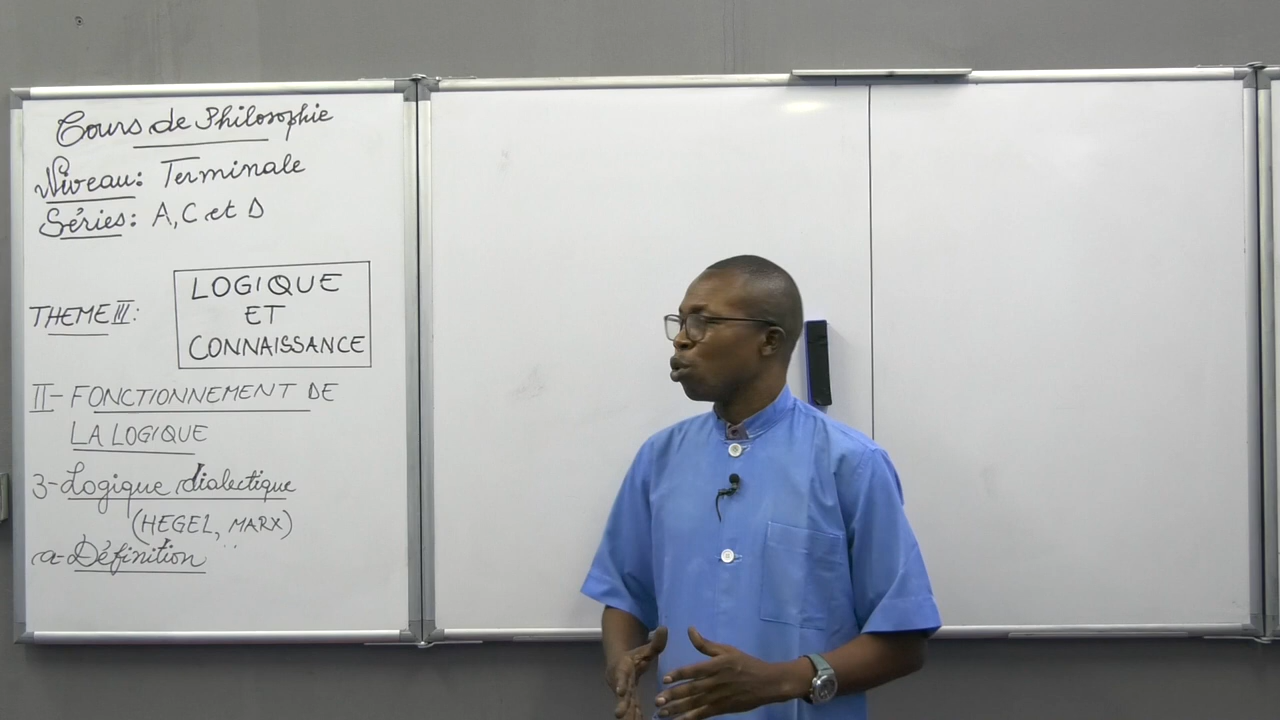 Cours de Philosophie
Niveau: Terminale
Séries: A, C et D
THEME III:
LOGIQUE
ET
CONNAISSANCE
II- FONCTIONNEMENT DE
LA LOGIQUE
3- Logique dialectique
(HEGEL, MARX)
a- Définition